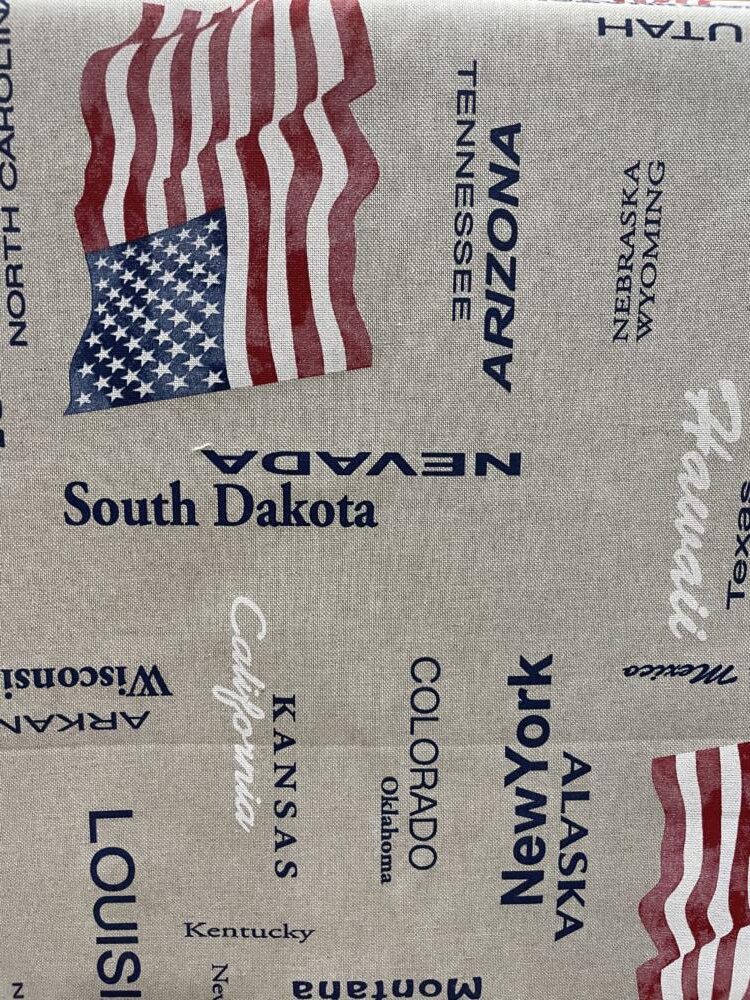 UTAH
NORTH CAROLIN
TENNESSEE
ARIZONA
NEBRASKA
WYOMING
NEVADA
South Dakota
Hawaii
Texas
Mexico
California
Wisconsi
ARKAN
KANSAS
COLORADO
Oklahoma
NewYork
ALASKA
LOUISI
Kentucky
Nev
Montana